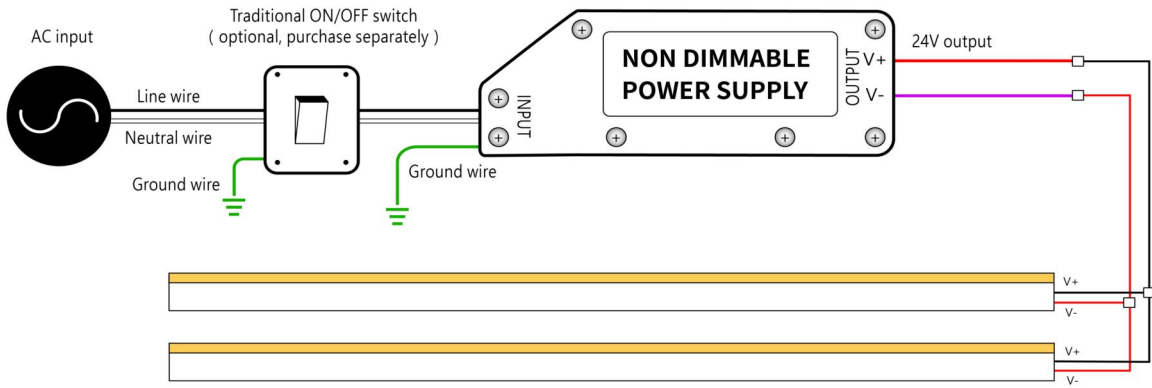 Traditional ON/OFF switch
( optional, purchase separately )
AC input
Line wire
Neutral wire
Ground wire
INPUT
Ground wire
NON DIMMABLE
POWER SUPPLY
OUTPUT
V+
V-
24V output
V+
V-
V+
V-